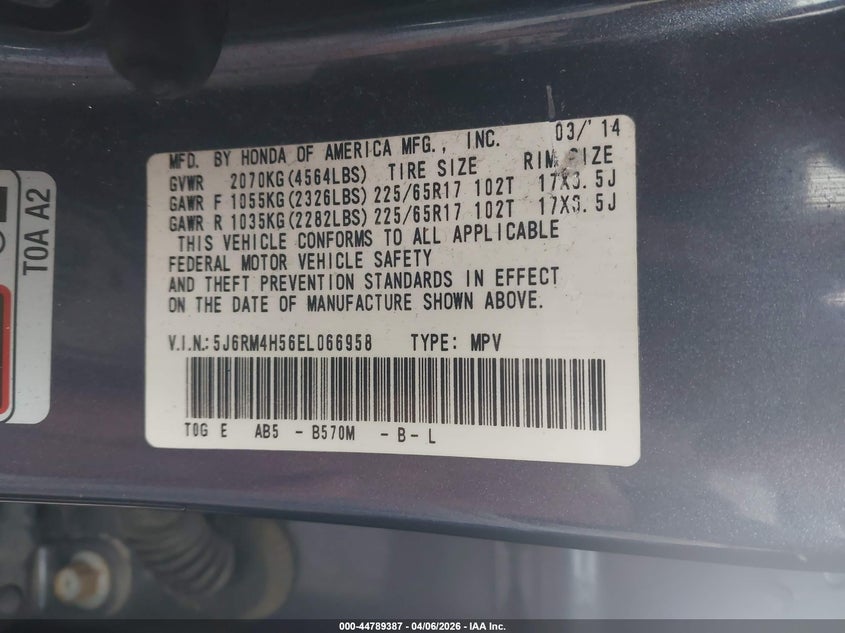 MFD. BY HONDA OF AMERICA MFG., INC. 03/'14
GVWR 2070KG(4564LBS) TIRE SIZE RIM SIZE
GAWR F 1055KG(2326LBS) 225/65R17 102T 17X6.5J
GAWR R 1035KG(2282LBS) 225/65R17 102T 17X6.5J
THIS VEHICLE CONFORMS TO ALL APPLICABLE
FEDERAL MOTOR VEHICLE SAFETY
AND THEFT PREVENTION STANDARDS IN EFFECT
ON THE DATE OF MANUFACTURE SHOWN ABOVE.
V.I.N.: 5J6RM4H56EL066958 TYPE: MPV
T0G E AB5 - B570M - B - L
T0A A2
000-44789387 - 04/06/2026 - IAA Inc.